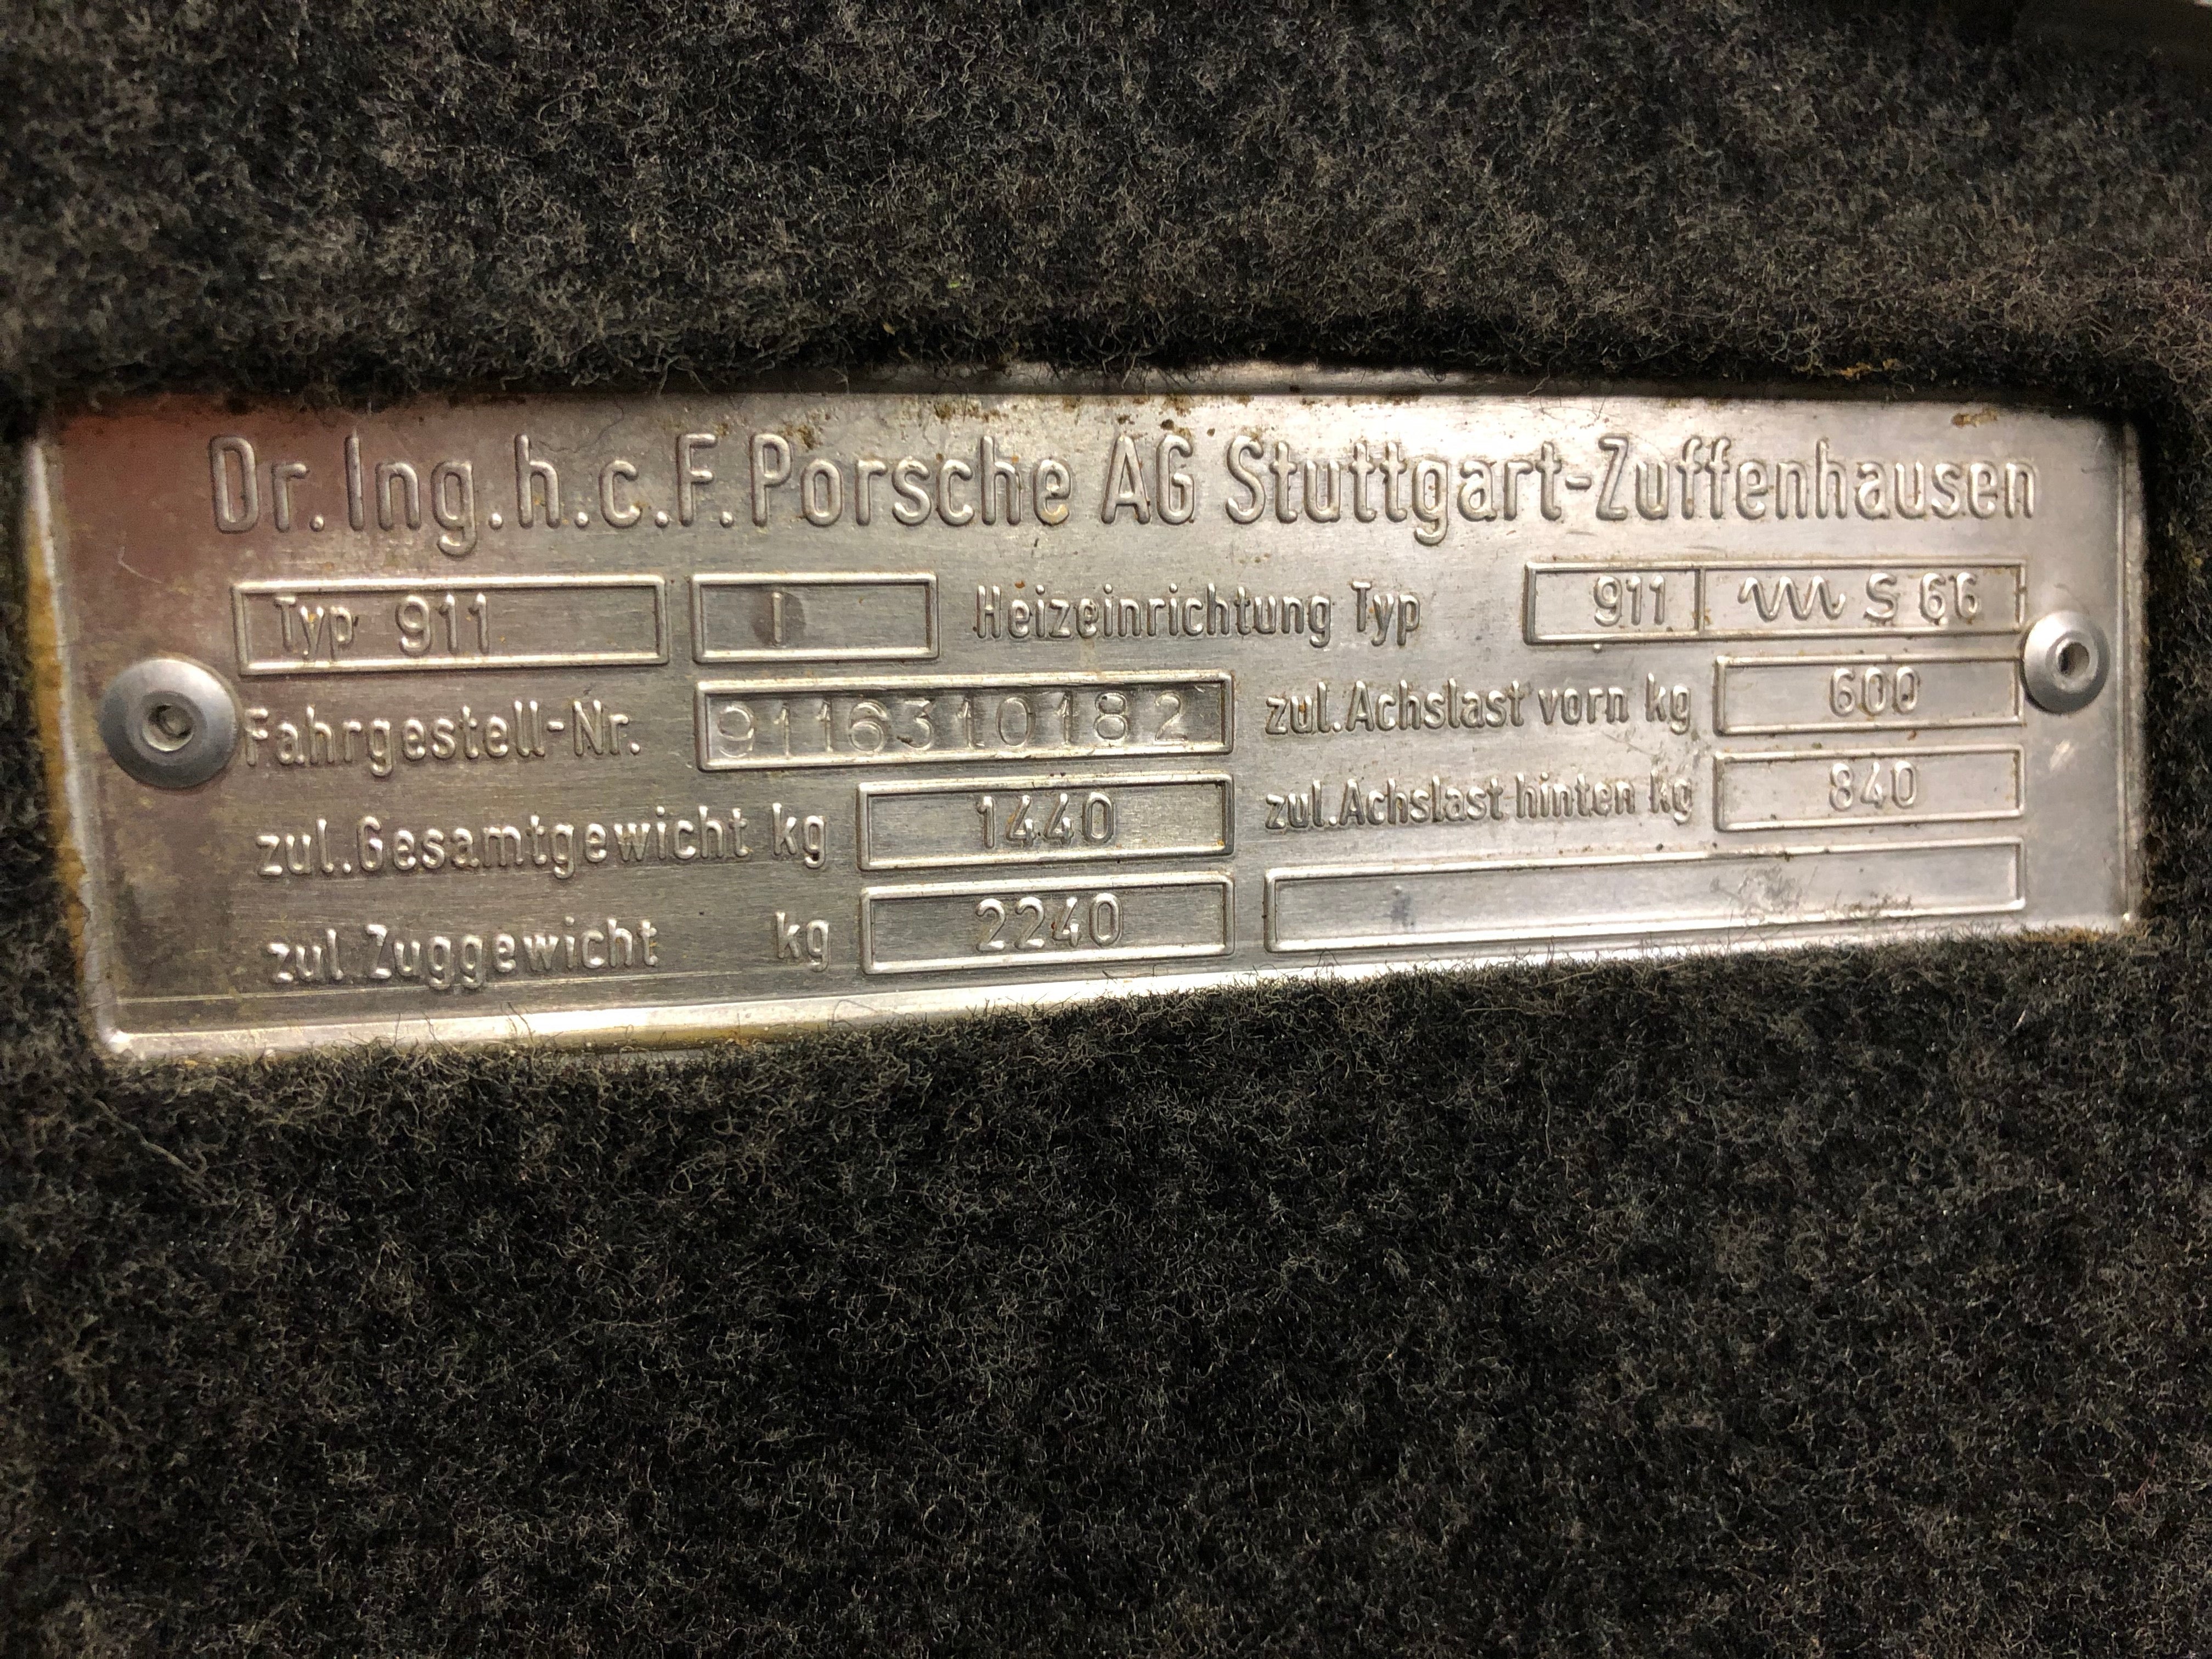 Dr. Ing. h.c. F. Porsche AG Stuttgart-Zuffenhausen
Typ 911 I Heizeinrichtung Typ 911 S 66
Fahrgestell-Nr. 9116310182 zul. Achslast vorn kg 600
zul. Gesamtgewicht kg 1440 zul. Achslast hinten kg 840
zul. Zuggewicht kg 2240